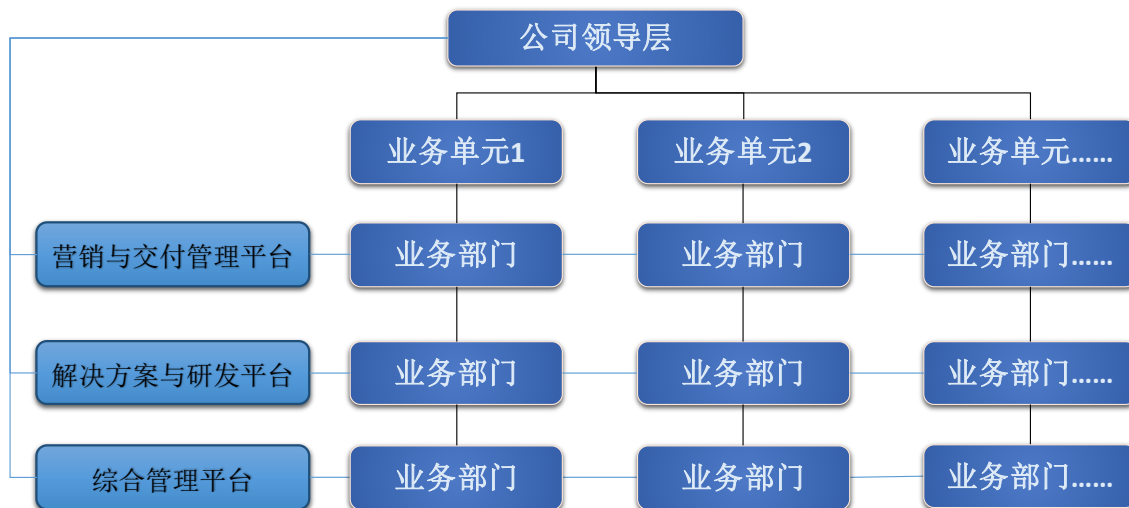 公司领导层
业务单元1
业务单元2
业务单元……
营销与交付管理平台
业务部门
业务部门
业务部门……
解决方案与研发平台
业务部门
业务部门
业务部门……
综合管理平台
业务部门
业务部门
业务部门……